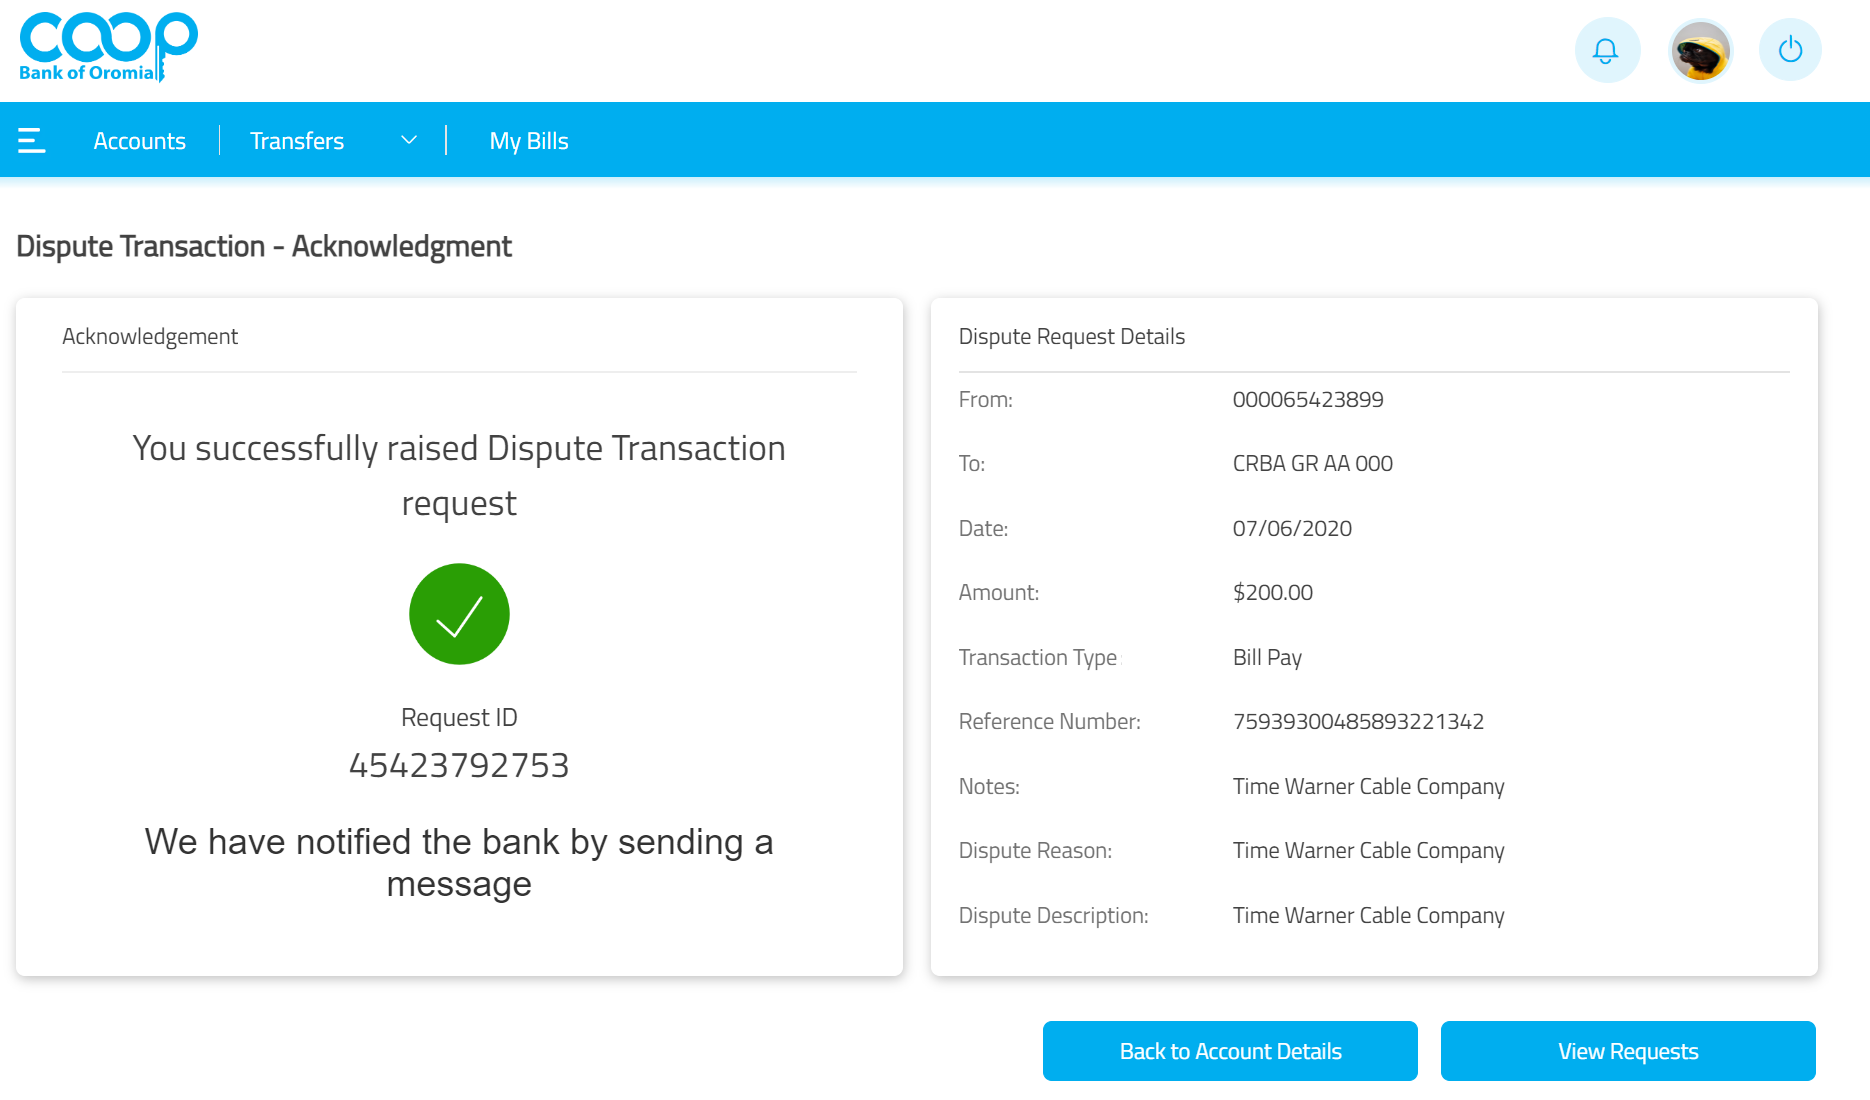 coop
Bank of Oromia
Accounts
Transfers
My Bills
Dispute Transaction - Acknowledgment
Acknowledgement
You successfully raised Dispute Transaction
request
Request ID
45423792753
We have notified the bank by sending a
message
Dispute Request Details
From: 000065423899
To: CRBA GR AA 000
Date: 07/06/2020
Amount: $200.00
Transaction Type: Bill Pay
Reference Number: 75939300485893221342
Notes: Time Warner Cable Company
Dispute Reason: Time Warner Cable Company
Dispute Description: Time Warner Cable Company
Back to Account Details
View Requests